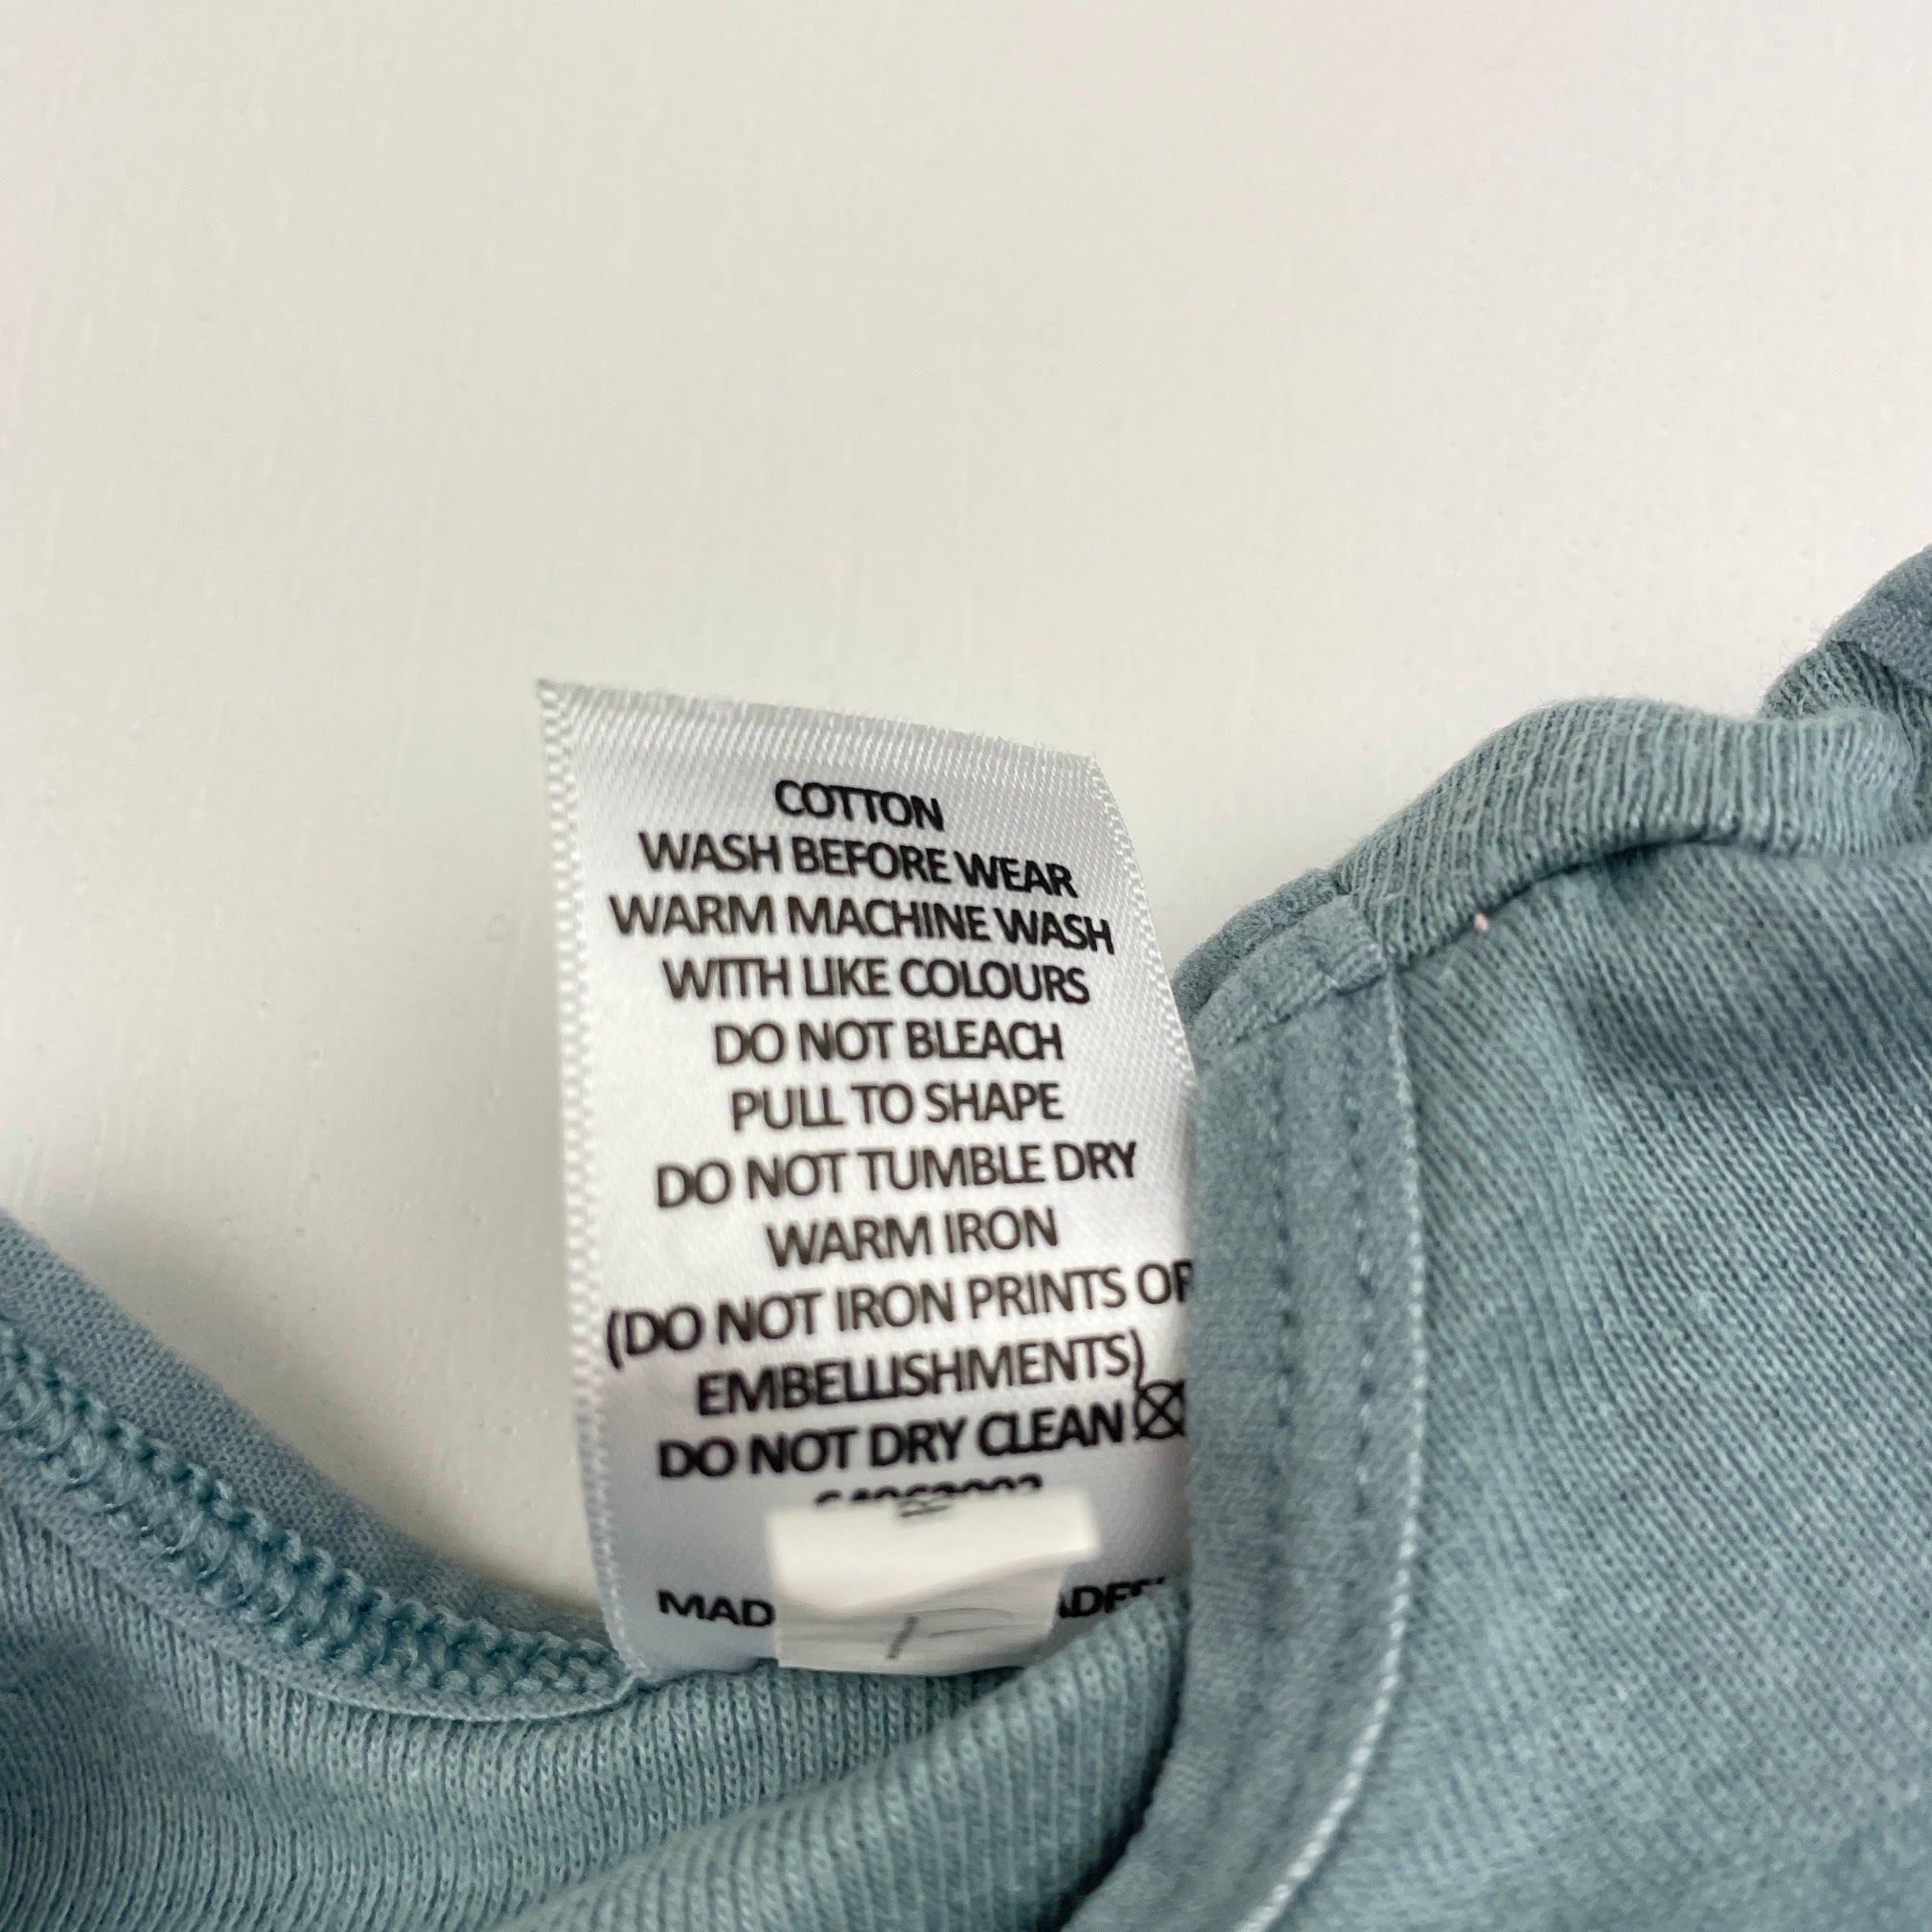 COTTON
WASH BEFORE WEAR
WARM MACHINE WASH
WITH LIKE COLOURS
DO NOT BLEACH
PULL TO SHAPE
DO NOT TUMBLE DRY
WARM IRON
(DO NOT IRON PRINTS OR
EMBELLISHMENTS)
DO NOT DRY CLEAN
MAD